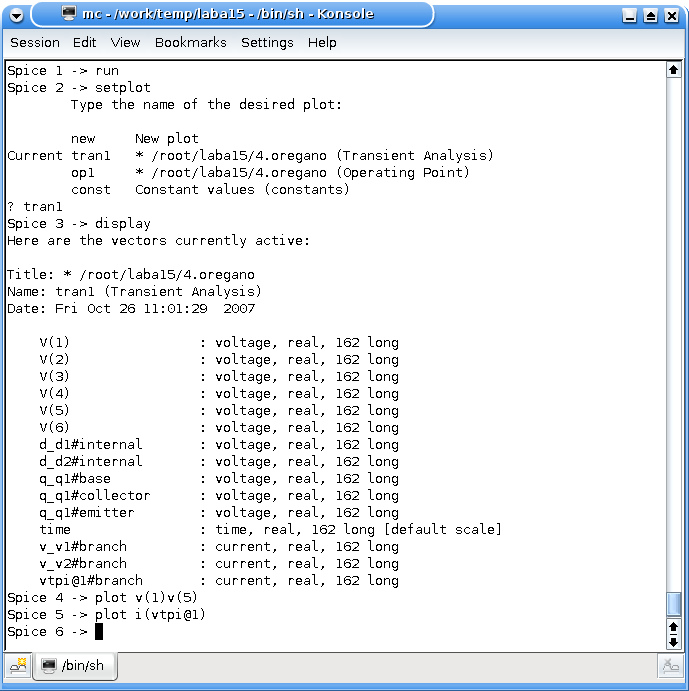 mc - /work/temp/laba15 - /bin/sh - Konsole
Session Edit View Bookmarks Settings Help
Spice 1 -> run
Spice 2 -> setplot
Type the name of the desired plot:
new New plot
Current tran1 * /root/laba15/4.oregano (Transient Analysis)
op1 * /root/laba15/4.oregano (Operating Point)
const Constant values (constants)
? tran1
Spice 3 -> display
Here are the vectors currently active:
Title: * /root/laba15/4.oregano
Name: tran1 (Transient Analysis)
Date: Fri Oct 26 11:01:29 2007
V(1) : voltage, real, 162 long
V(2) : voltage, real, 162 long
V(3) : voltage, real, 162 long
V(4) : voltage, real, 162 long
V(5) : voltage, real, 162 long
V(6) : voltage, real, 162 long
d_d1#internal : voltage, real, 162 long
d_d2#internal : voltage, real, 162 long
q_q1#base : voltage, real, 162 long
q_q1#collector : voltage, real, 162 long
q_q1#emitter : voltage, real, 162 long
time : time, real, 162 long [default scale]
v_v1#branch : current, real, 162 long
v_v2#branch : current, real, 162 long
vtpi@1#branch : current, real, 162 long
Spice 4 -> plot v(1)v(5)
Spice 5 -> plot i(vtpi@1)
Spice 6 ->
/bin/sh